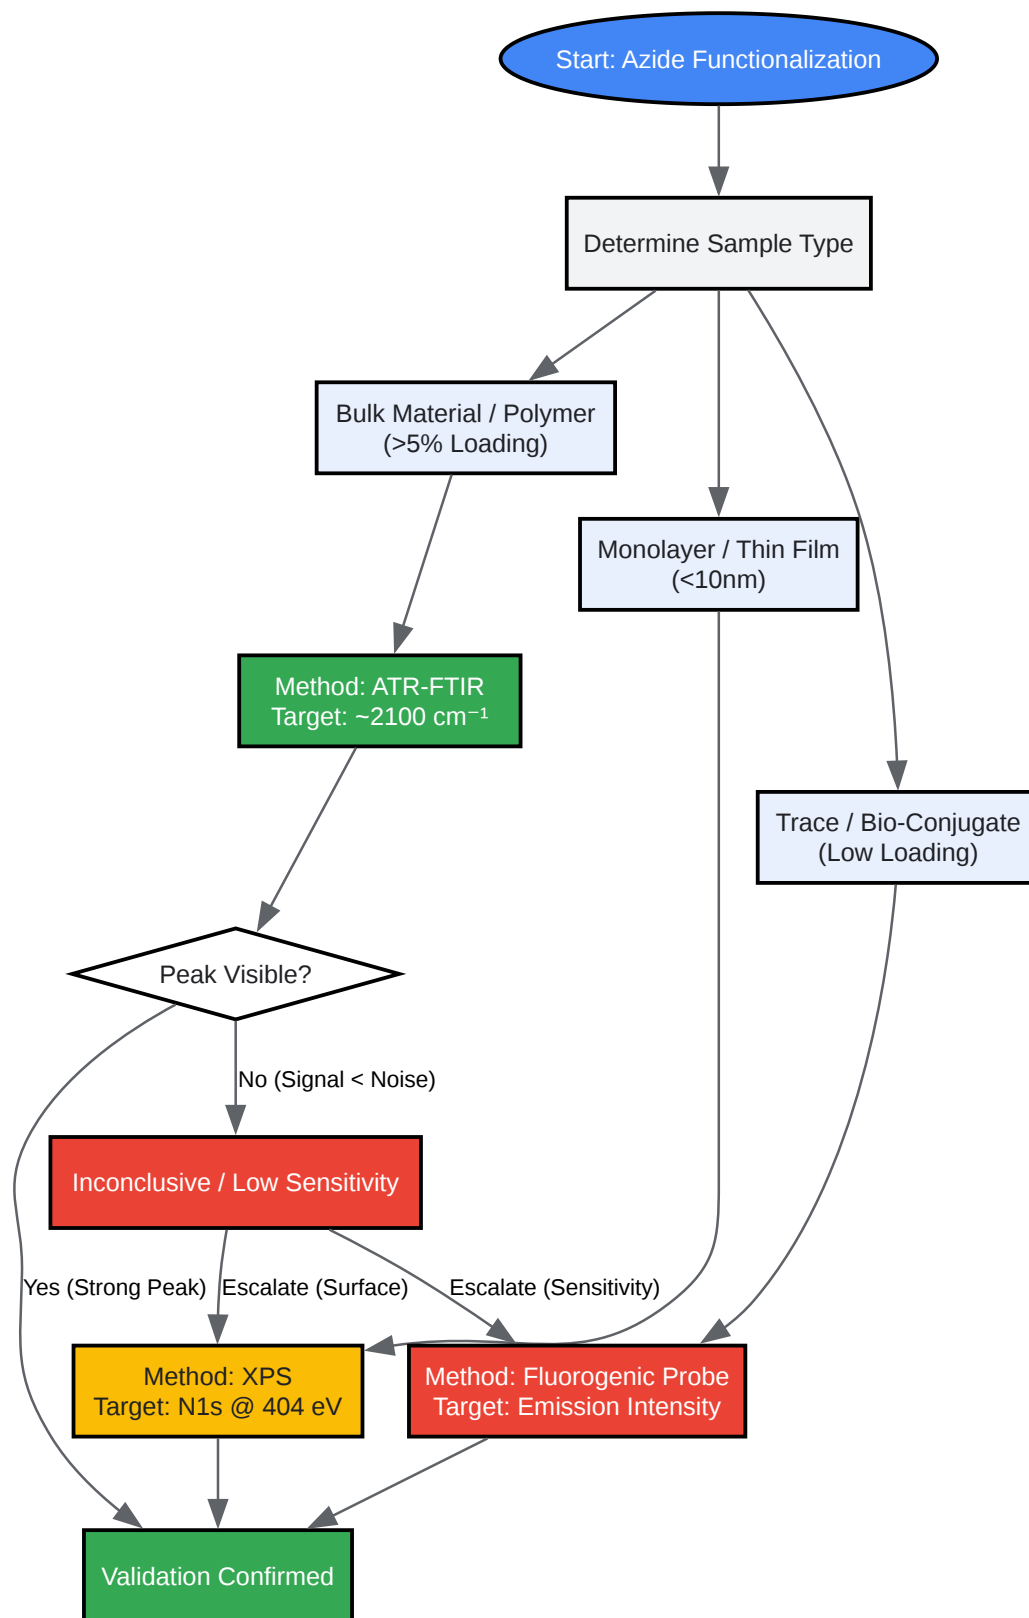 Start: Azide Functionalization
Determine Sample Type
Bulk Material / Polymer
(>5% Loading)
Monolayer / Thin Film
(<10nm)
Method: ATR-FTIR
Target: ~2100 cm⁻¹
Trace / Bio-Conjugate
(Low Loading)
Peak Visible?
No (Signal < Noise)
Inconclusive / Low Sensitivity
Yes (Strong Peak)
Escalate (Surface)
Escalate (Sensitivity)
Method: XPS
Target: N1s @ 404 eV
Method: Fluorogenic Probe
Target: Emission Intensity
Validation Confirmed